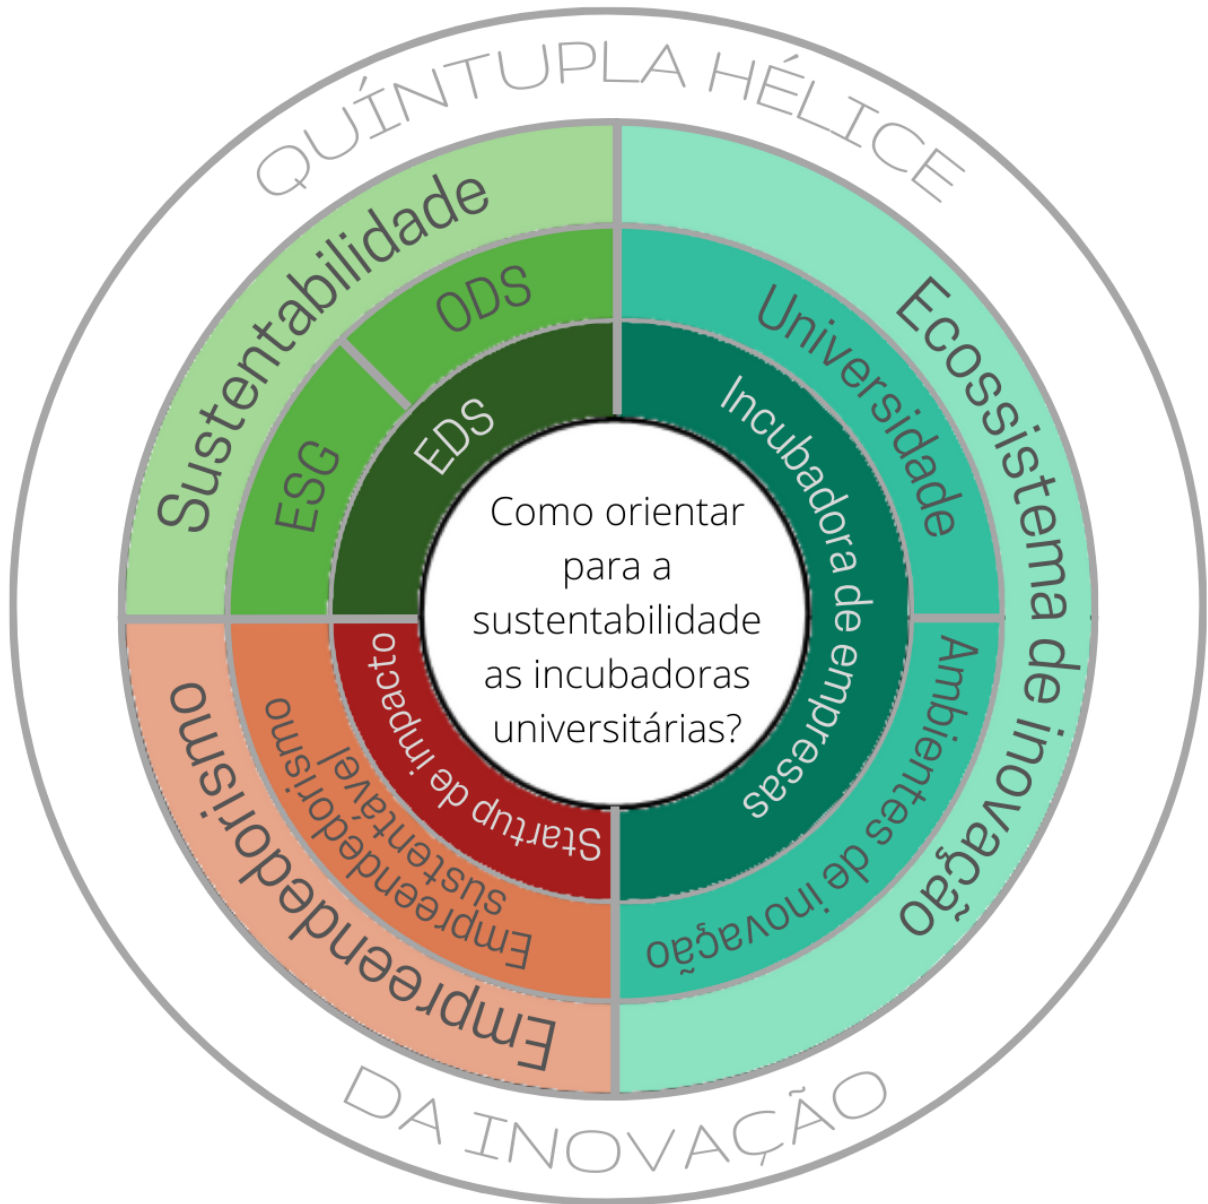 QUÍNTUPLA HÉLICE
DA INOVAÇÃO
Sustentabilidade
ODS
ESG
EDS
Ecossistema de inovação
Universidade
Ambientes de inovação
Incubadora de empresas
Empreendedorismo
Empreendedorismo
sustentável
Startup de impacto
Como orientar
para a
sustentabilidade
as incubadoras
universitárias?